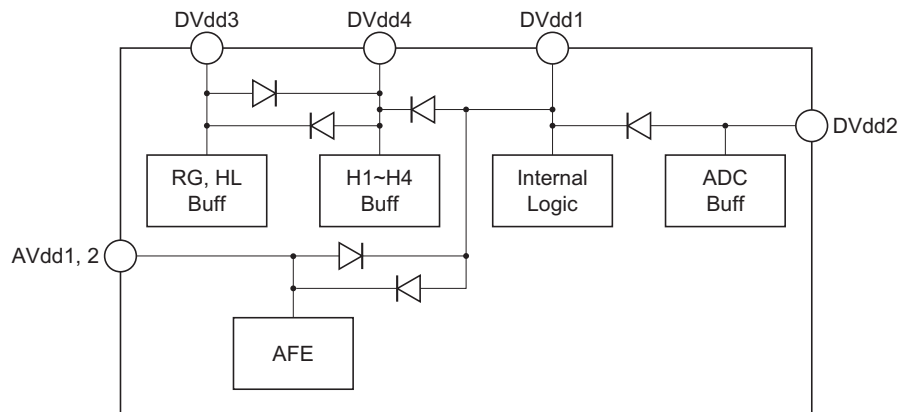 DVdd3
DVdd4
DVdd1
DVdd2
RG, HL
Buff
H1~H4
Buff
Internal
Logic
ADC
Buff
AVdd1, 2
AFE